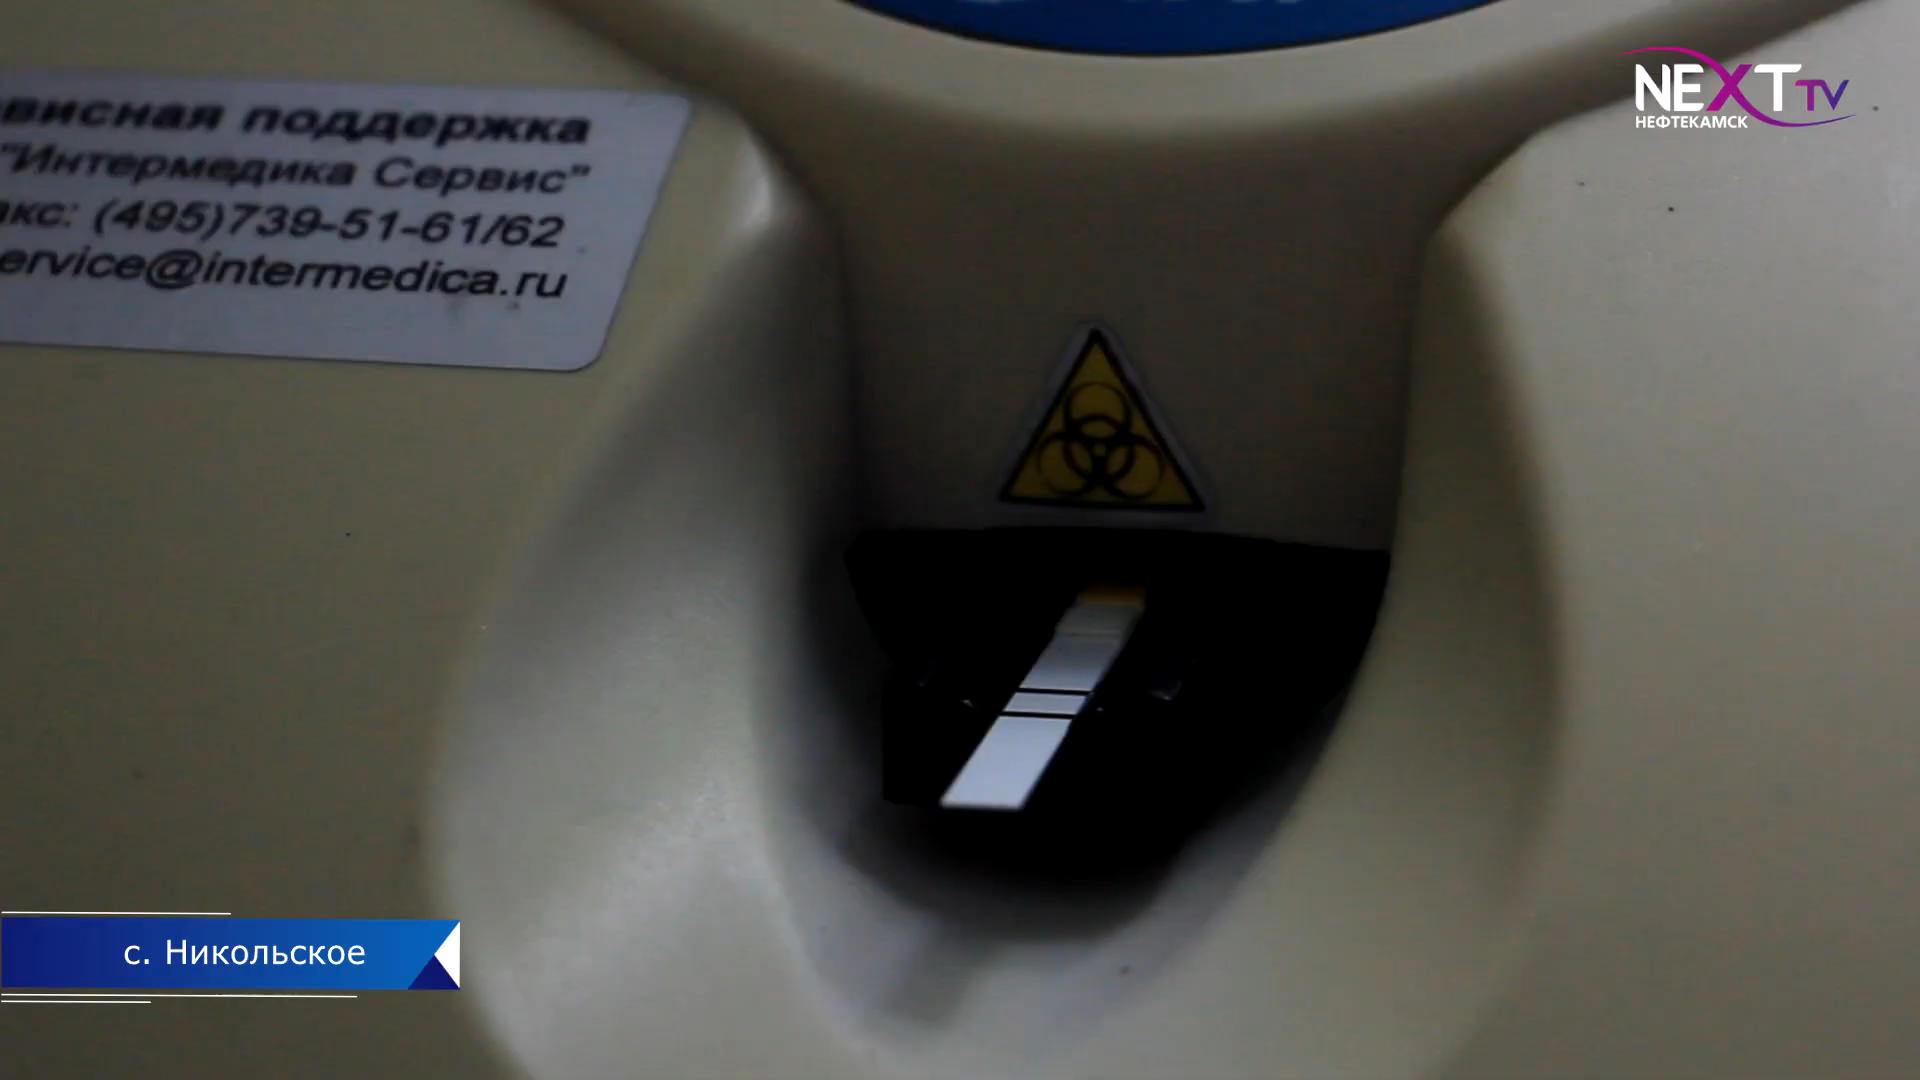 висная поддержка
"Интермедика Сервис"
акс: (495)739-51-61/62
ervice@intermedica.ru
NEXT TV
НЕФТЕКАМСК
с. Никольское